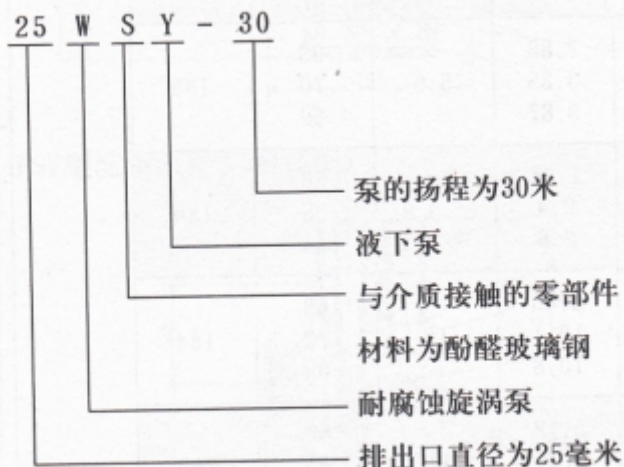 25 W S Y - 30
泵的扬程为30米
液下泵
与介质接触的零部件
材料为酚醛玻璃钢
耐腐蚀旋涡泵
排出口直径为25毫米